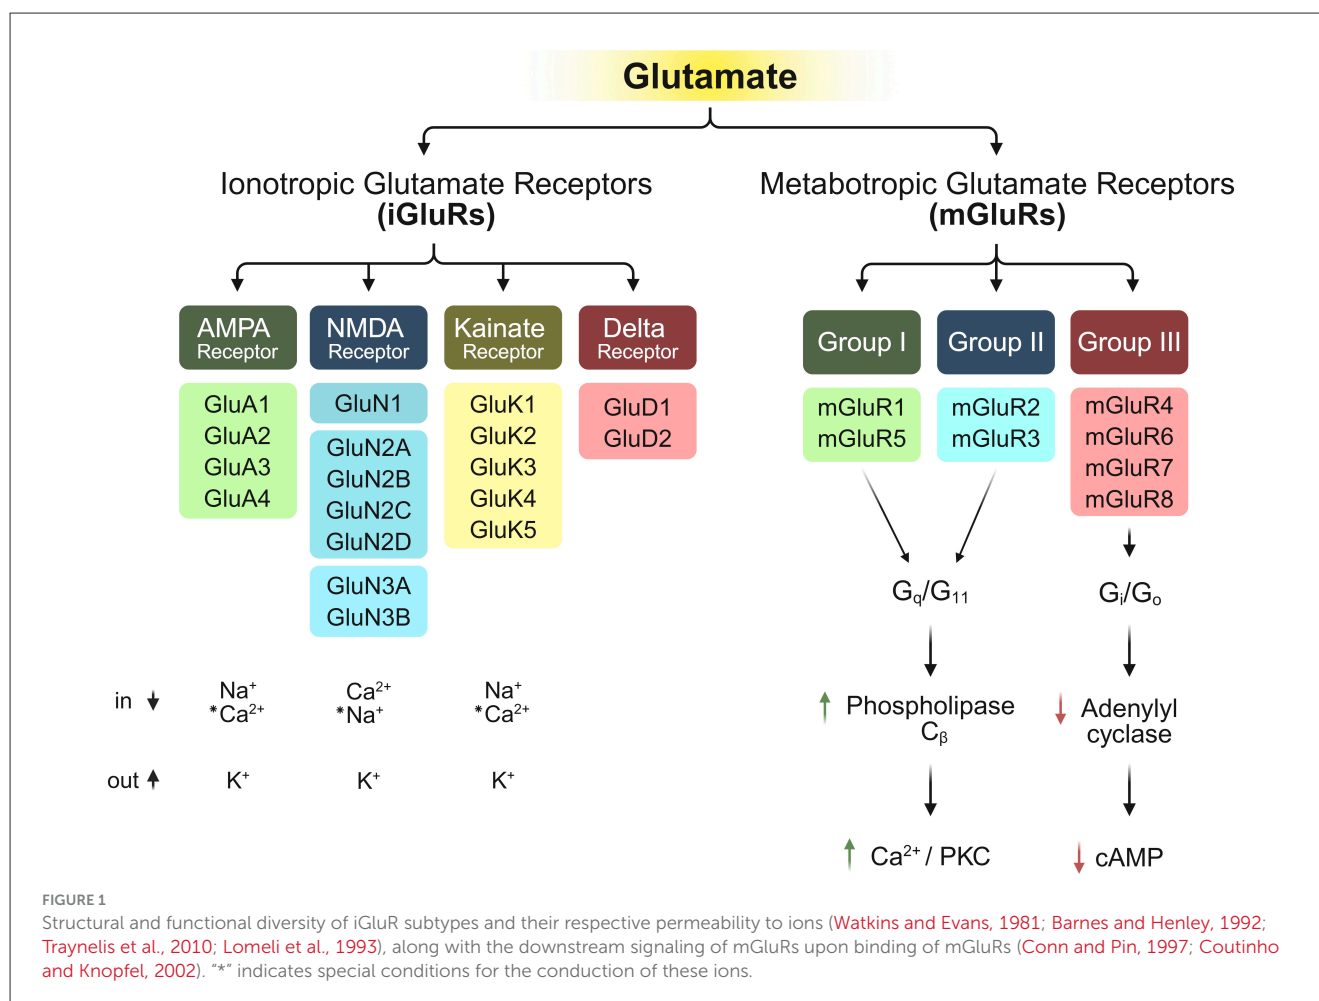 Glutamate
Ionotropic Glutamate Receptors
(iGluRs)
Metabotropic Glutamate Receptors
(mGluRs)
AMPA
Receptor
NMDA
Receptor
Kainate
Receptor
Delta
Receptor
Group I
Group II
Group III
GluA1
GluA2
GluA3
GluA4
GluN1
GluN2A
GluN2B
GluN2C
GluN2D
GluN3A
GluN3B
GluK1
GluK2
GluK3
GluK4
GluK5
GluD1
GluD2
mGluR1
mGluR5
mGluR2
mGluR3
mGluR4
mGluR6
mGluR7
mGluR8
in
Na⁺
*Ca²⁺
Ca²⁺
*Na⁺
Na⁺
*Ca²⁺
out
K⁺
K⁺
K⁺
Gq/G₁₁
Phospholipase
Cᵦ
Ca²⁺ / PKC
Gᵢ/Gₒ
Adenylyl
cyclase
cAMP
FIGURE 1
Structural and functional diversity of iGluR subtypes and their respective permeability to ions (Watkins and Evans, 1981; Barnes and Henley, 1992;
Traynelis et al., 2010; Lomeli et al., 1993), along with the downstream signaling of mGluRs upon binding of mGluRs (Conn and Pin, 1997; Coutinho
and Knopfel, 2002). “*” indicates special conditions for the conduction of these ions.